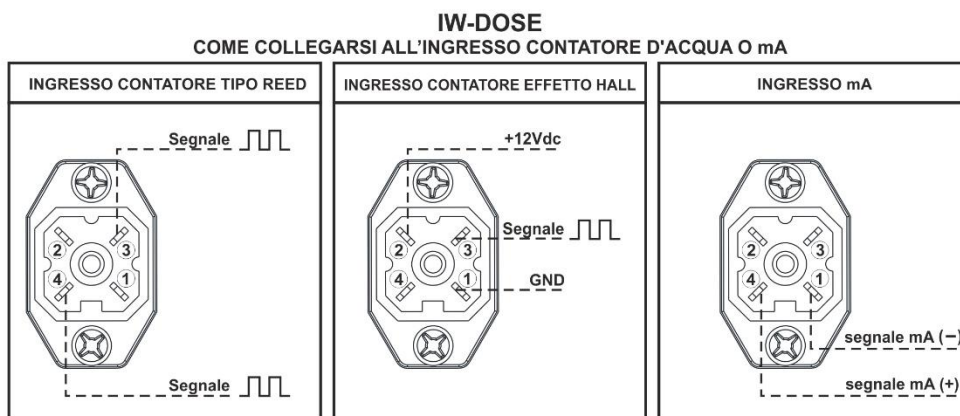 IW-DOSE
COME COLLEGARSI ALL'INGRESSO CONTATORE D'ACQUA O mA
INGRESSO CONTATORE TIPO REED
Segnale
2 3
4 1
Segnale
INGRESSO CONTATORE EFFETTO HALL
+12Vdc
Segnale
2 3
4 1
GND
INGRESSO mA
2 3
4 1
segnale mA (−)
segnale mA (+)